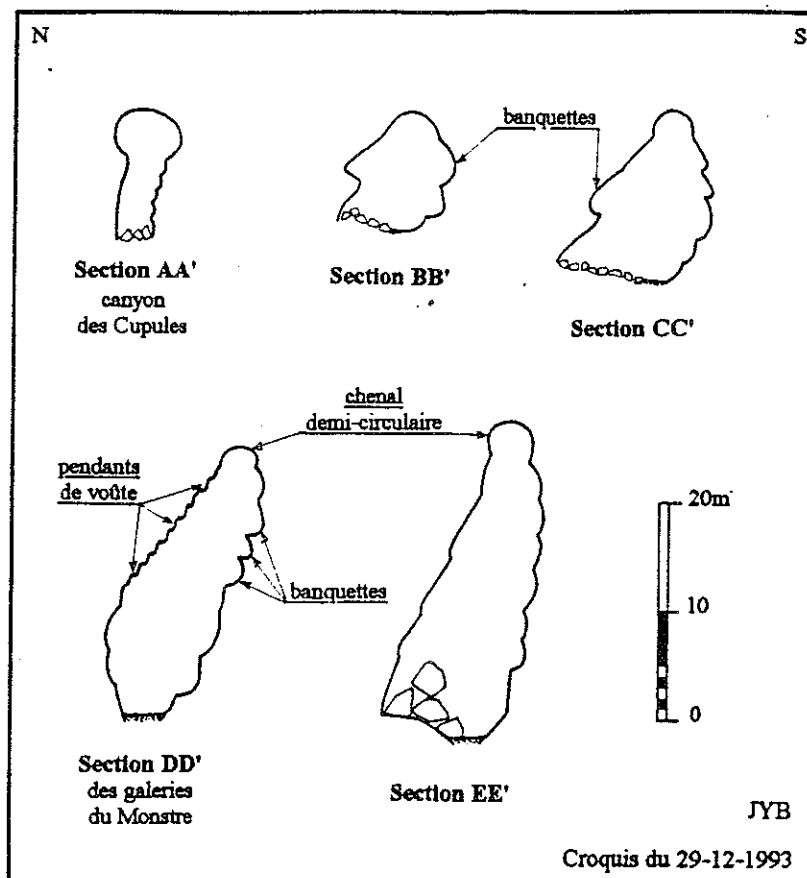 N
S
banquettes
Section AA'
canyon
des Cupules
Section BB'
Section CC'
chenal
demi-circulaire
pendants
de voûte
banquettes
20m
10
0
Section DD'
des galeries
du Monstre
Section EE'
JYB
Croquis du 29-12-1993